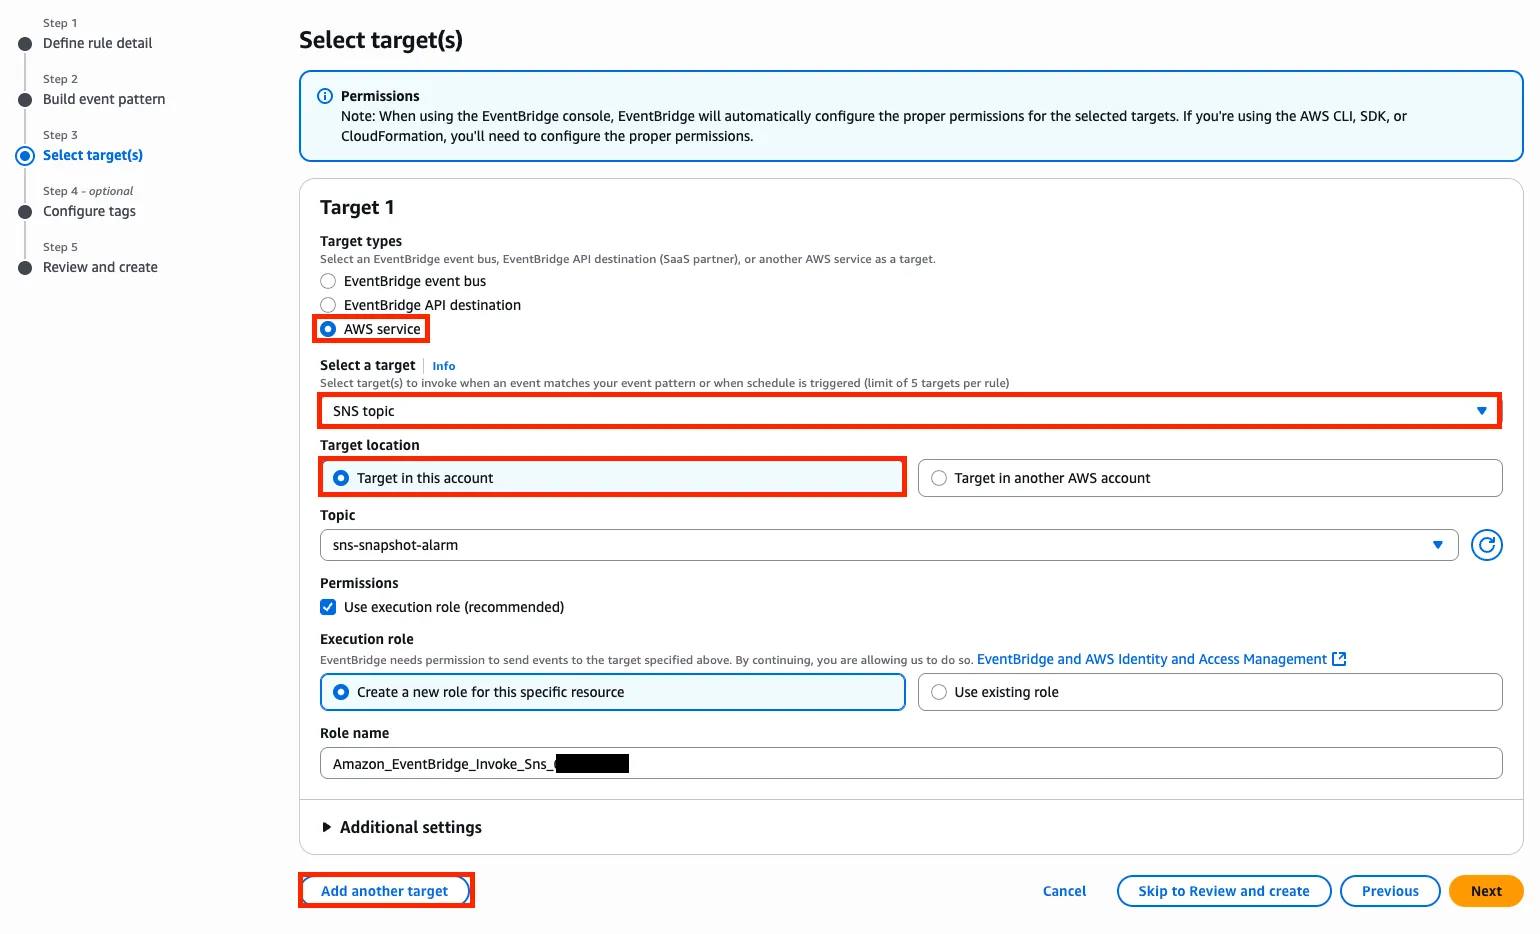 Step 1
Define rule detail
Step 2
Build event pattern
Step 3
Select target(s)
Step 4 - optional
Configure tags
Step 5
Review and create
Select target(s)
Permissions
Note: When using the EventBridge console, EventBridge will automatically configure the proper permissions for the selected targets. If you're using the AWS CLI, SDK, or
CloudFormation, you'll need to configure the proper permissions.
Target 1
Target types
Select an EventBridge event bus, EventBridge API destination (SaaS partner), or another AWS service as a target.
EventBridge event bus
EventBridge API destination
AWS service
Select a target Info
Select target(s) to invoke when an event matches your event pattern or when schedule is triggered (limit of 5 targets per rule)
SNS topic
Target location
Target in this account
Target in another AWS account
Topic
sns-snapshot-alarm
Permissions
Use execution role (recommended)
Execution role
EventBridge needs permission to send events to the target specified above. By continuing, you are allowing us to do so. EventBridge and AWS Identity and Access Management
Create a new role for this specific resource
Use existing role
Role name
Amazon_EventBridge_Invoke_Sns_
Additional settings
Add another target
Cancel
Skip to Review and create
Previous
Next